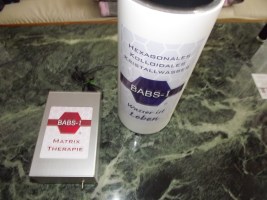 BABS-I
MATRIX
THERAPIE
HEXAGONALES
KOLLOIDALES
KRISTALLWASSER
BABS-I
Wasser ist
Leben